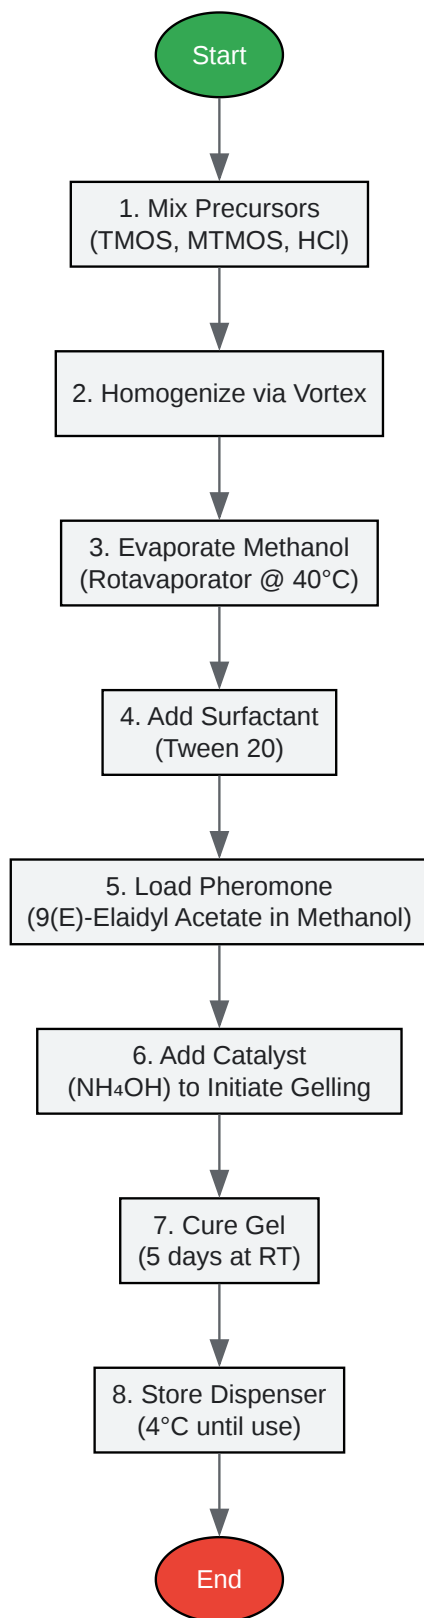 Start
1. Mix Precursors
(TMOS, MTMOS, HCl)
2. Homogenize via Vortex
3. Evaporate Methanol
(Rotavaporator @ 40°C)
4. Add Surfactant
(Tween 20)
5. Load Pheromone
(9(E)-Elaidyl Acetate in Methanol)
6. Add Catalyst
(NH₄OH) to Initiate Gelling
7. Cure Gel
(5 days at RT)
8. Store Dispenser
(4°C until use)
End